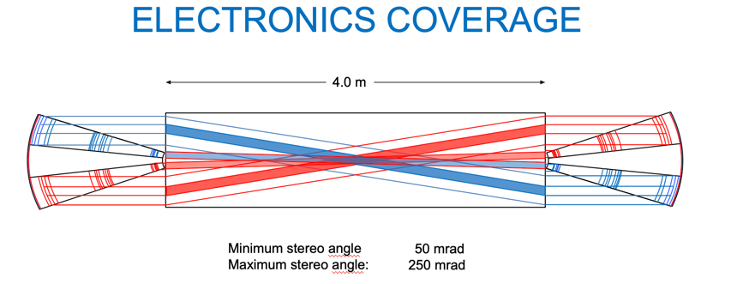 ELECTRONICS COVERAGE
4.0 m
Minimum stereo angle 50 mrad
Maximum stereo angle: 250 mrad